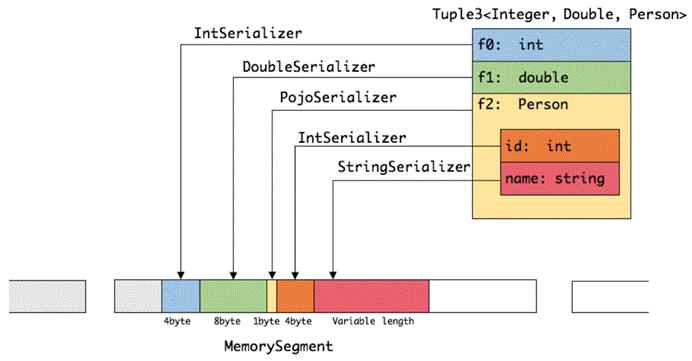 Tuple3<Integer, Double, Person>
IntSerializer
f0: int
DoubleSerializer
f1: double
PojoSerializer
f2: Person
IntSerializer
id: int
StringSerializer
name: string
4byte
8byte
1byte
4byte
Variable length
MemorySegment